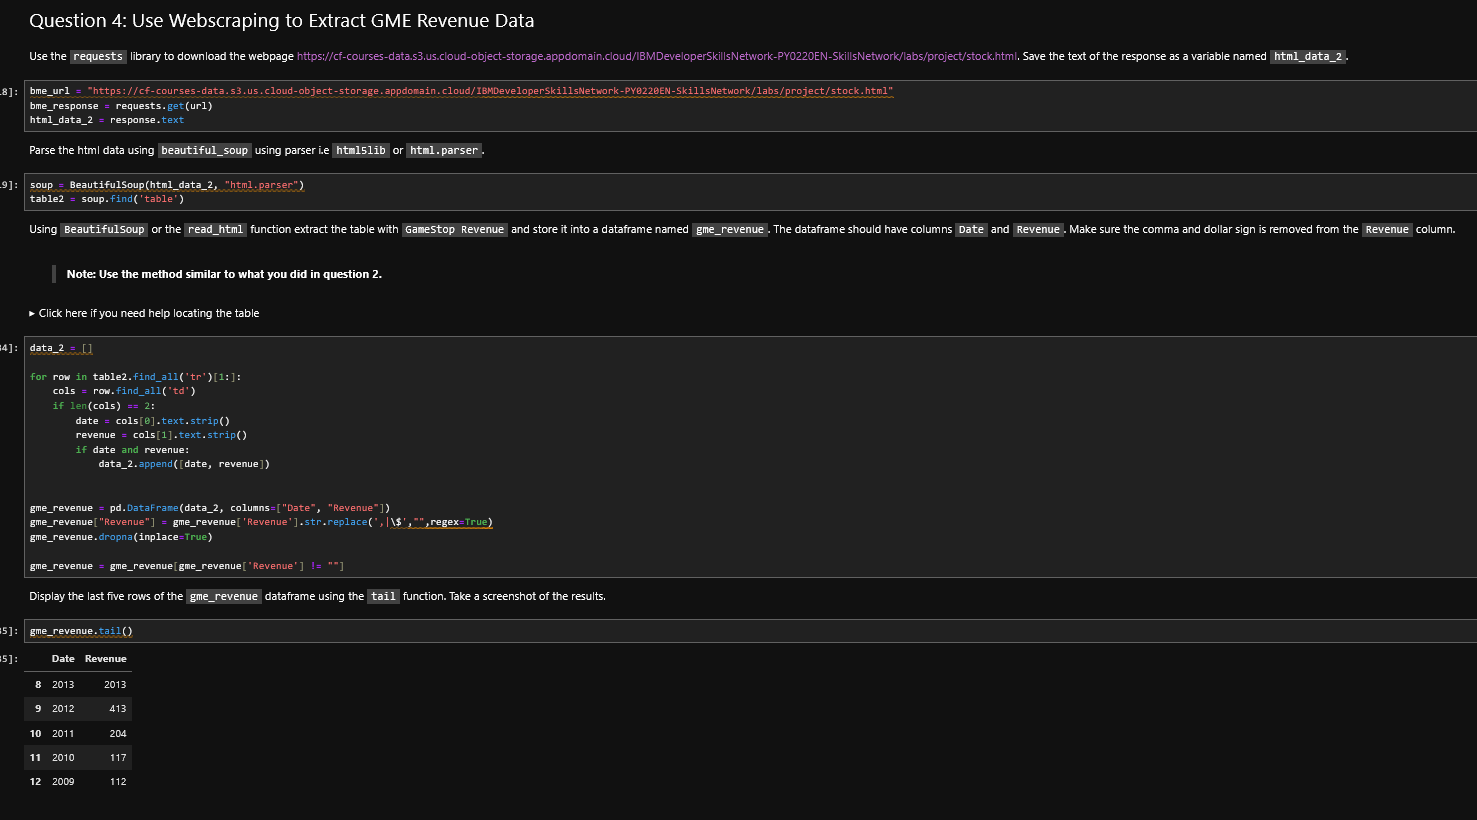 Question 4: Use Webscraping to Extract GME Revenue Data
Use the requests library to download the webpage https://cf-courses-data.s3.us.cloud-object-storage.appdomain.cloud/IBMDeveloperSkillsNetwork-PY0220EN-SkillsNetwork/labs/project/stock.html. Save the text of the response as a variable named html_data_2.
8]:
bme_url = "https://cf-courses-data.s3.us.cloud-object-storage.appdomain.cloud/IBMDeveloperSkillsNetwork-PY0220EN-SkillsNetwork/labs/project/stock.html"
bme_response = requests.get(url)
html_data_2 = response.text
Parse the html data using beautiful_soup using parser i.e html5lib or html.parser.
9]:
soup = BeautifulSoup(html_data_2, "html.parser")
table2 = soup.find('table')
Using BeautifulSoup or the read_html function extract the table with GameStop Revenue and store it into a dataframe named gme_revenue. The dataframe should have columns Date and Revenue. Make sure the comma and dollar sign is removed from the Revenue column.
Note: Use the method similar to what you did in question 2.
▸ Click here if you need help locating the table
34]:
data_2 = []
for row in table2.find_all('tr')[1:]:
    cols = row.find_all('td')
    if len(cols) == 2:
        date = cols[0].text.strip()
        revenue = cols[1].text.strip()
        if date and revenue:
            data_2.append([date, revenue])
gme_revenue = pd.DataFrame(data_2, columns=["Date", "Revenue"])
gme_revenue["Revenue"] = gme_revenue['Revenue'].str.replace(',|\$',"",regex=True)
gme_revenue.dropna(inplace=True)
gme_revenue = gme_revenue[gme_revenue['Revenue'] != ""]
Display the last five rows of the gme_revenue dataframe using the tail function. Take a screenshot of the results.
35]:
gme_revenue.tail()
35]:
Date Revenue
8 2013 2013
9 2012 413
10 2011 204
11 2010 117
12 2009 112